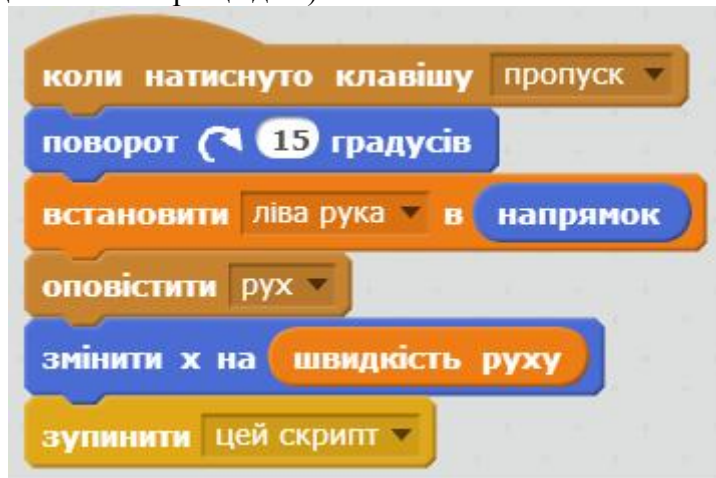 коли натиснуто клавішу пропуск
поворот 15 градусів
встановити ліва рука в напрямок
оповістити рух
змінити x на швидкість руху
зупинити цей скрипт